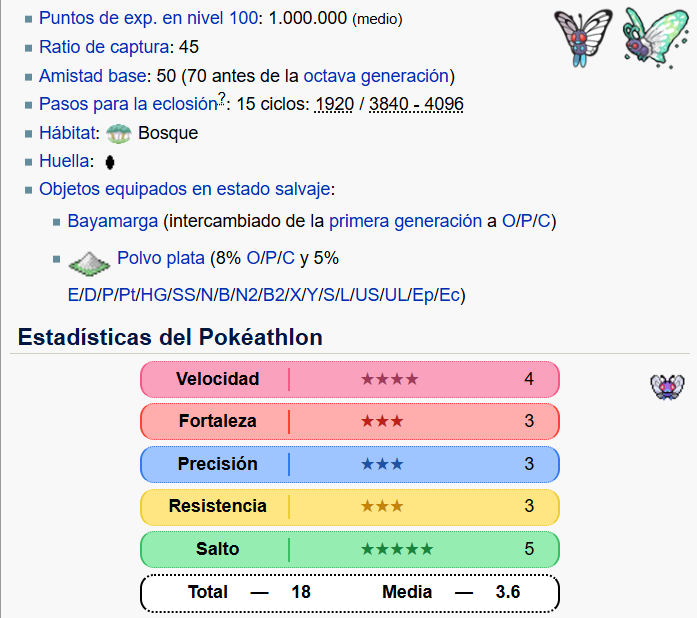 Puntos de exp. en nivel 100: 1.000.000 (medio)
Ratio de captura: 45
Amistad base: 50 (70 antes de la octava generación)
Pasos para la eclosión?: 15 ciclos: 1920 / 3840 - 4096
Hábitat: Bosque
Huella:
Objetos equipados en estado salvaje:
Bayamarga (intercambiado de la primera generación a O/P/C)
Polvo plata (8% O/P/C y 5%
E/D/P/Pt/HG/SS/N/B/N2/B2/X/Y/S/L/US/UL/Ep/Ec)
Estadísticas del Pokéathlon
Velocidad ★★★★ 4
Fortaleza ★★★ 3
Precisión ★★★ 3
Resistencia ★★★ 3
Salto ★★★★★ 5
Total — 18 Media — 3.6